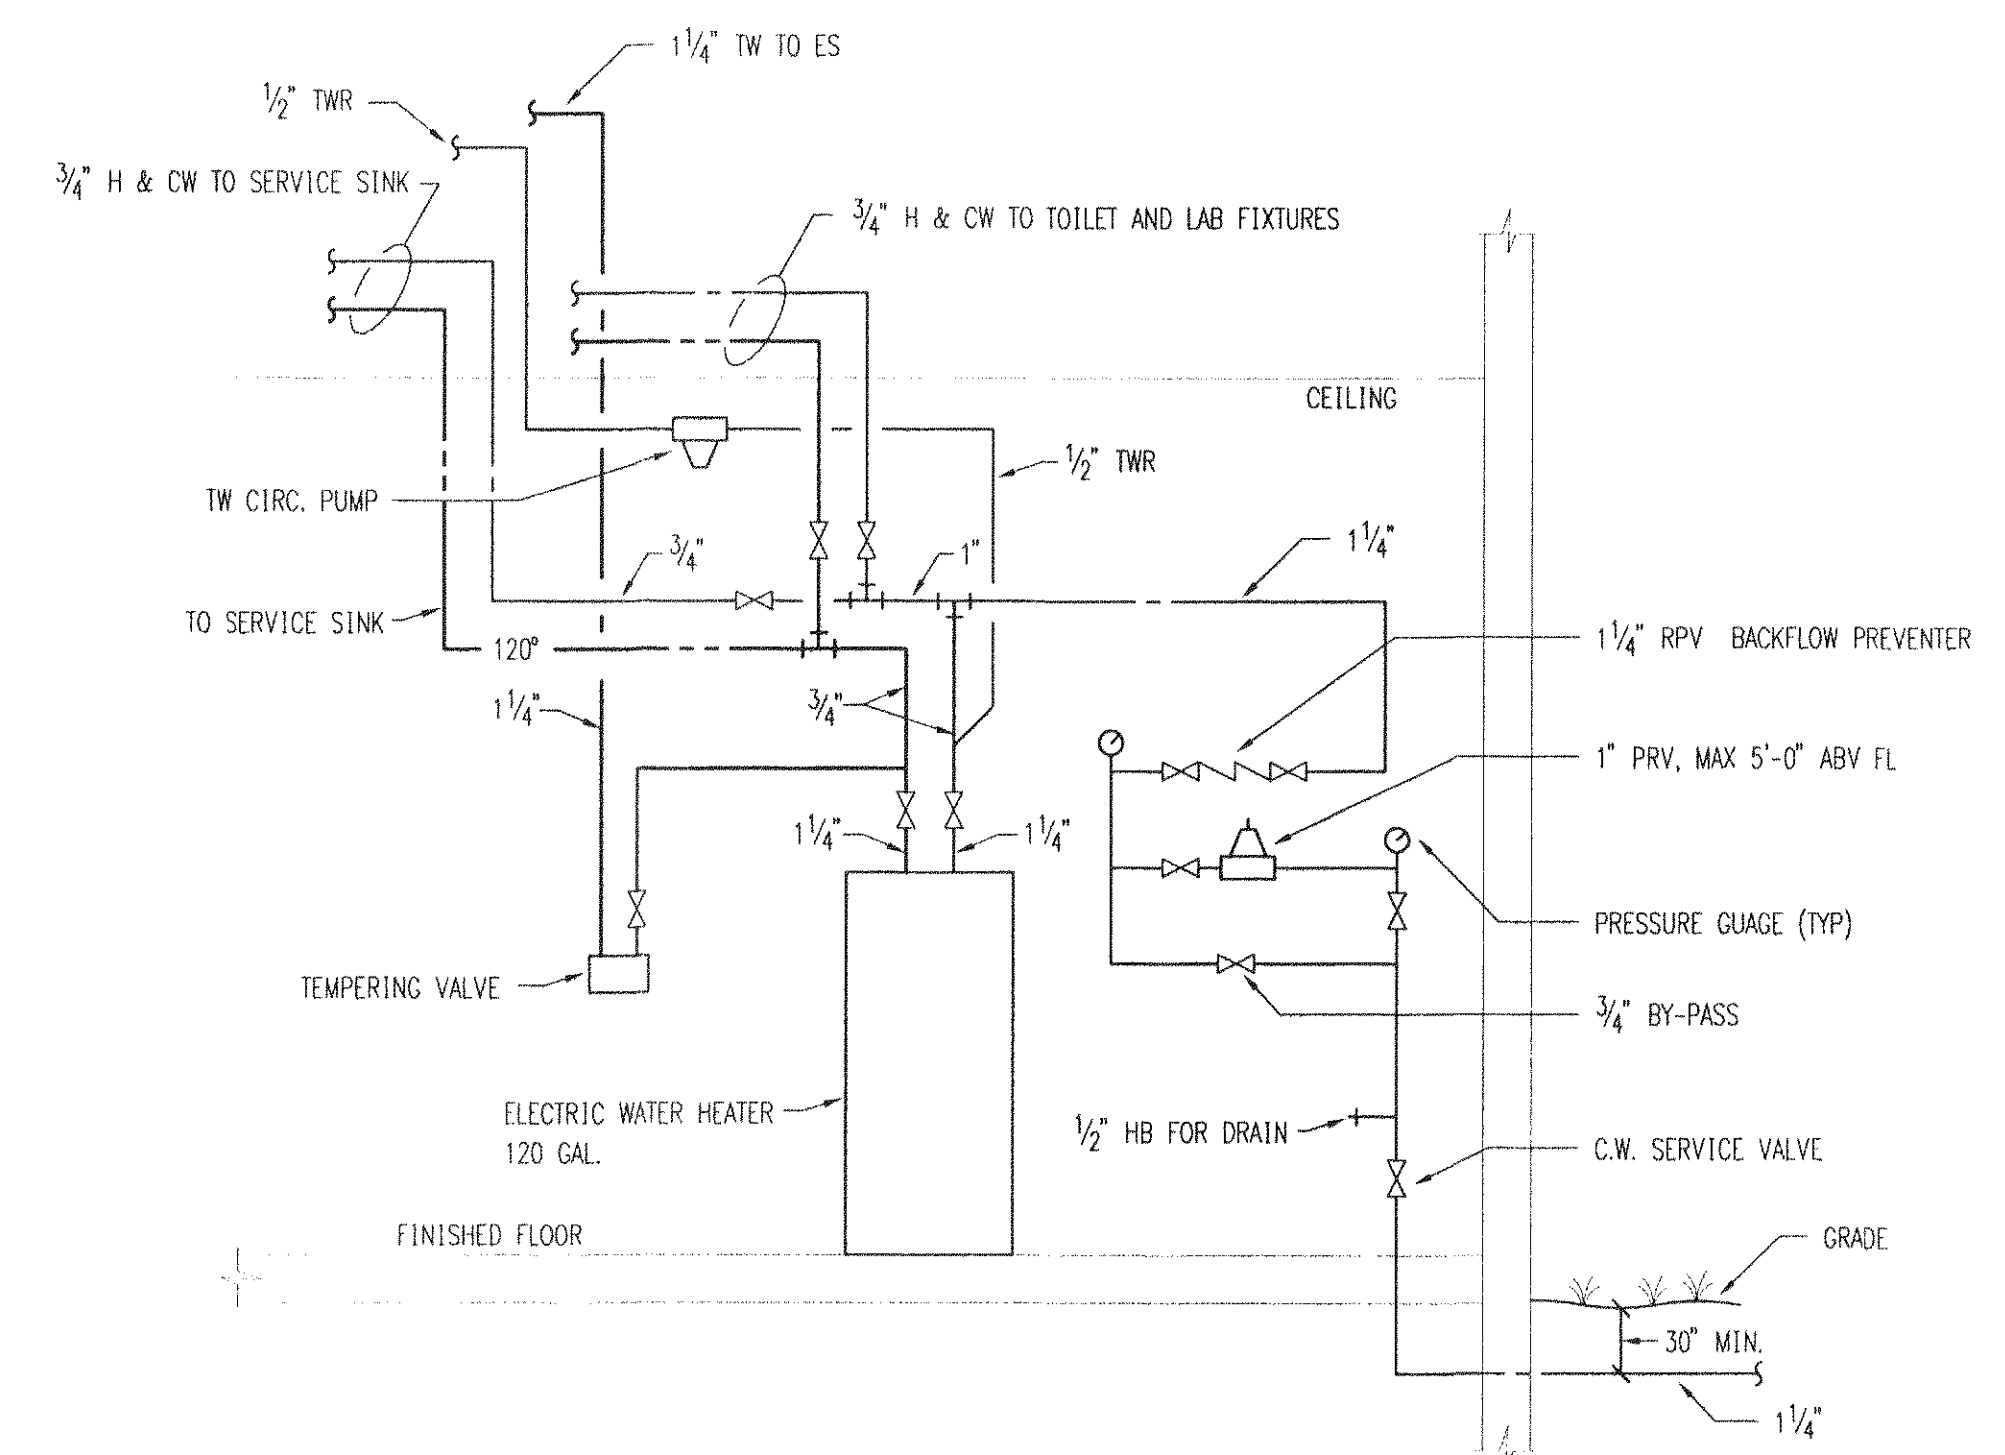 1 1/4" TW TO ES
1/2" TWR
3/4" H & CW TO SERVICE SINK
3/4" H & CW TO TOILET AND LAB FIXTURES
CEILING
1/2" TWR
TW CIRC. PUMP
3/4"
1"
1 1/4"
TO SERVICE SINK
120°
1 1/4" RPV BACKFLOW PREVENTER
1 1/4"
3/4"
1" PRV, MAX 5'-0" ABV FL
1 1/4"
1 1/4"
PRESSURE GUAGE (TYP)
TEMPERING VALVE
3/4" BY-PASS
ELECTRIC WATER HEATER
120 GAL.
1/2" HB FOR DRAIN
C.W. SERVICE VALVE
FINISHED FLOOR
GRADE
30" MIN.
1 1/4"